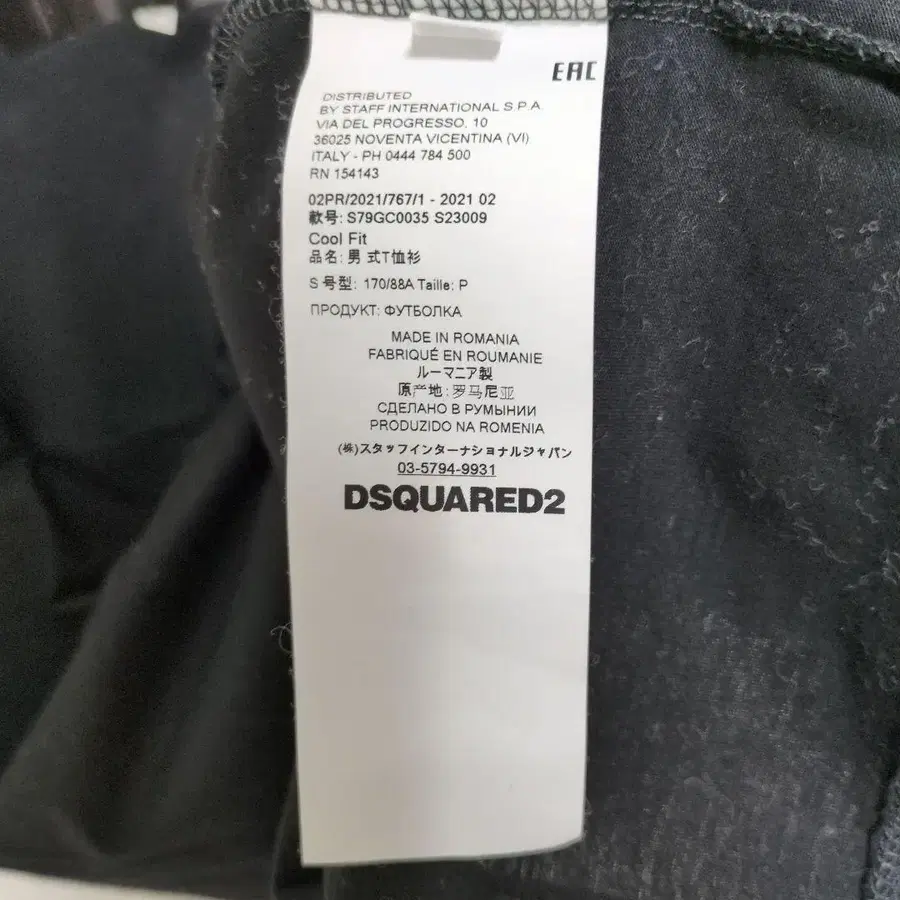 EAC
DISTRIBUTED
BY STAFF INTERNATIONAL S.P.A.
VIA DEL PROGRESSO, 10
36025 NOVENTA VICENTINA (VI)
ITALY - PH 0444 784 500
RN 154143
02PR/2021/767/1 - 2021 02
款号: S79GC0035 S23009
Cool Fit
品名: 男 式T恤衫
S 号型: 170/88A Taille: P
ПРОДУКТ: ФУТБОЛКА
MADE IN ROMANIA
FABRIQUÉ EN ROUMANIE
ルーマニア製
原产地: 罗马尼亚
СДЕЛАНО В РУМЫНИИ
PRODUZIDO NA ROMENIA
(株)スタッフインターナショナルジャパン
03-5794-9931
DSQUARED2